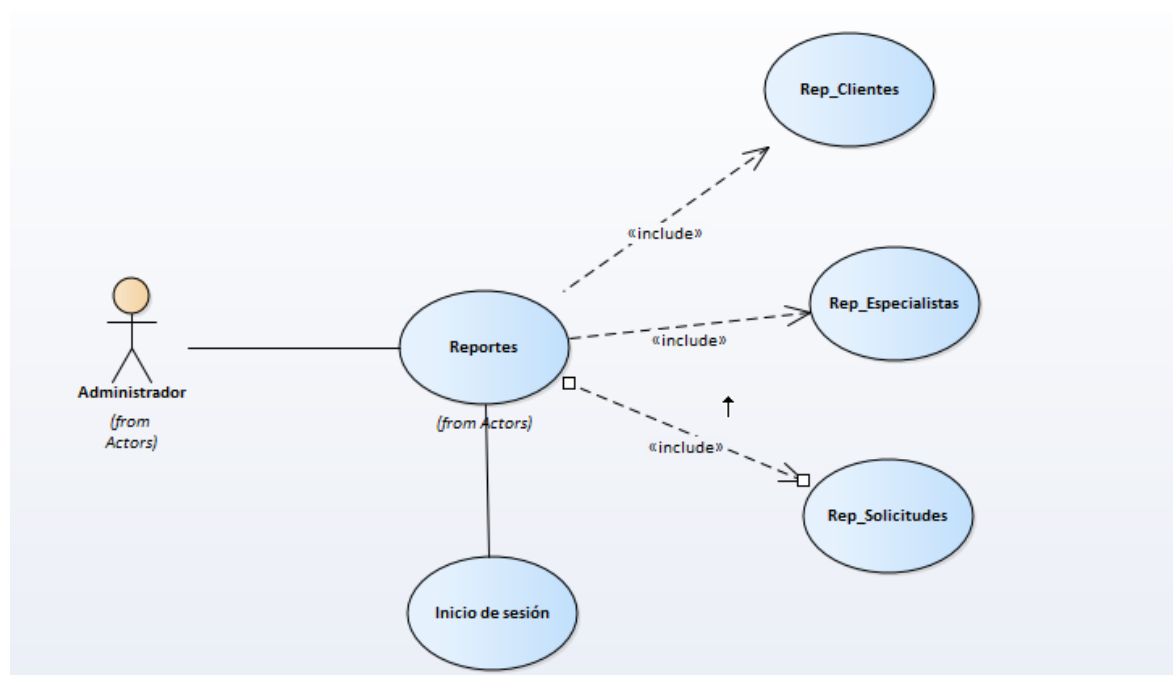 Rep_Clientes
«include»
Rep_Especialistas
«include»
Reportes
(from Actors)
Administrador
(from
Actors)
«include»
Rep_Solicitudes
Inicio de sesión